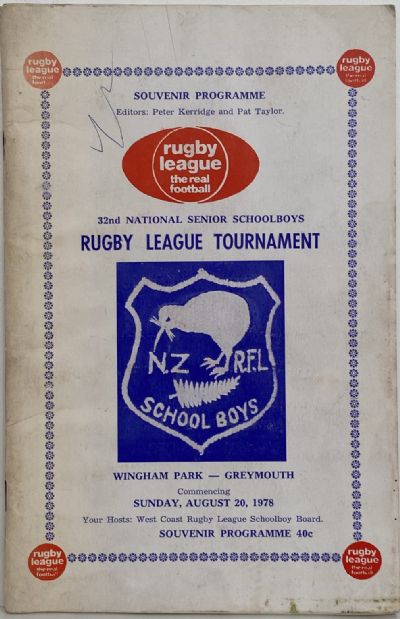 rugby
league
the real
football
rugby
league
the real
football
SOUVENIR PROGRAMME
Editors: Peter Kerridge and Pat Taylor.
rugby
league
the real
football
32nd NATIONAL SENIOR SCHOOLBOYS
RUGBY LEAGUE TOURNAMENT
N.Z R.F.L
SCHOOL BOYS
WINGHAM PARK — GREYMOUTH
Commencing
SUNDAY, AUGUST 20, 1978
Your Hosts: West Coast Rugby League Schoolboy Board.
SOUVENIR PROGRAMME 40c
rugby
league
the real
football
rugby
league
the real
football